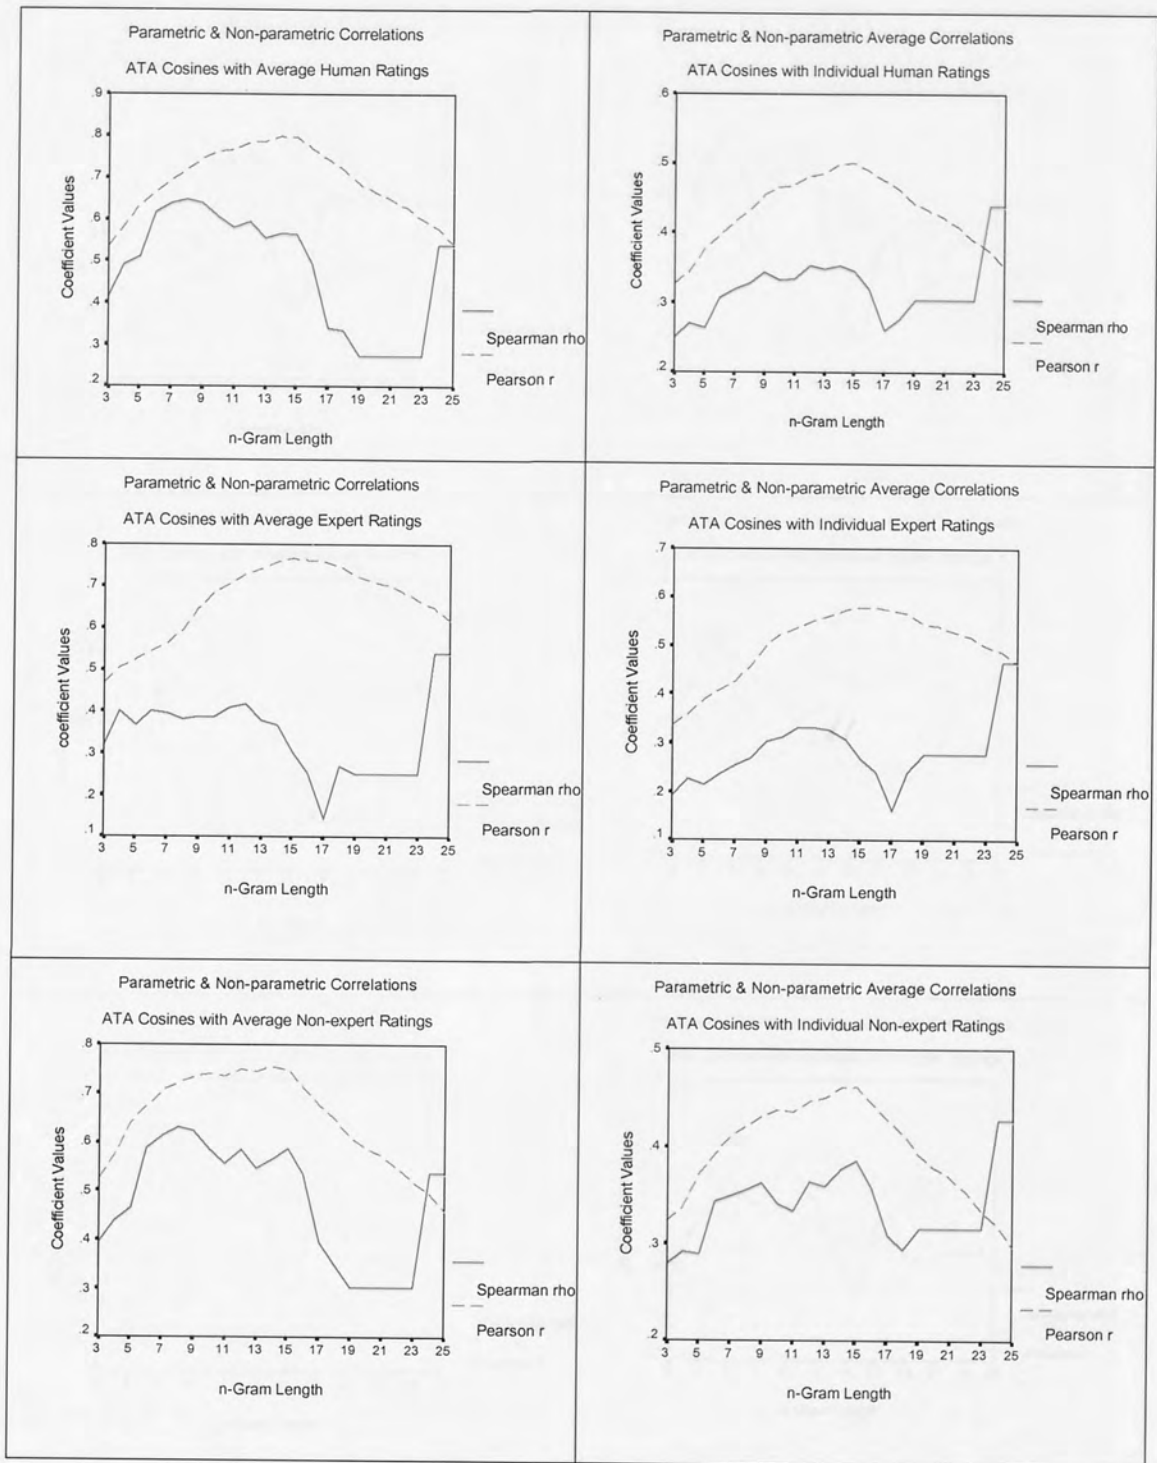 Parametric & Non-parametric Correlations
ATA Cosines with Average Human Ratings
Coefficient Values
.9
.8
.7
.6
.5
.4
.3
.2
3 5 7 9 11 13 15 17 19 21 23 25
n-Gram Length
Spearman rho
Pearson r
Parametric & Non-parametric Average Correlations
ATA Cosines with Individual Human Ratings
Coefficient Values
.6
.5
.4
.3
.2
3 5 7 9 11 13 15 17 19 21 23 25
n-Gram Length
Spearman rho
Pearson r
Parametric & Non-parametric Correlations
ATA Cosines with Average Expert Ratings
coefficient Values
.8
.7
.6
.5
.4
.3
.2
.1
3 5 7 9 11 13 15 17 19 21 23 25
n-Gram Length
Spearman rho
Pearson r
Parametric & Non-parametric Average Correlations
ATA Cosines with Individual Expert Ratings
Coefficient Values
.7
.6
.5
.4
.3
.2
.1
3 5 7 9 11 13 15 17 19 21 23 25
n-Gram Length
Spearman rho
Pearson r
Parametric & Non-parametric Correlations
ATA Cosines with Average Non-expert Ratings
Coefficient Values
.8
.7
.6
.5
.4
.3
.2
3 5 7 9 11 13 15 17 19 21 23 25
n-Gram Length
Spearman rho
Pearson r
Parametric & Non-parametric Average Correlations
ATA Cosines with Individual Non-expert Ratings
Coefficient Values
.5
.4
.3
.2
3 5 7 9 11 13 15 17 19 21 23 25
n-Gram Length
Spearman rho
Pearson r